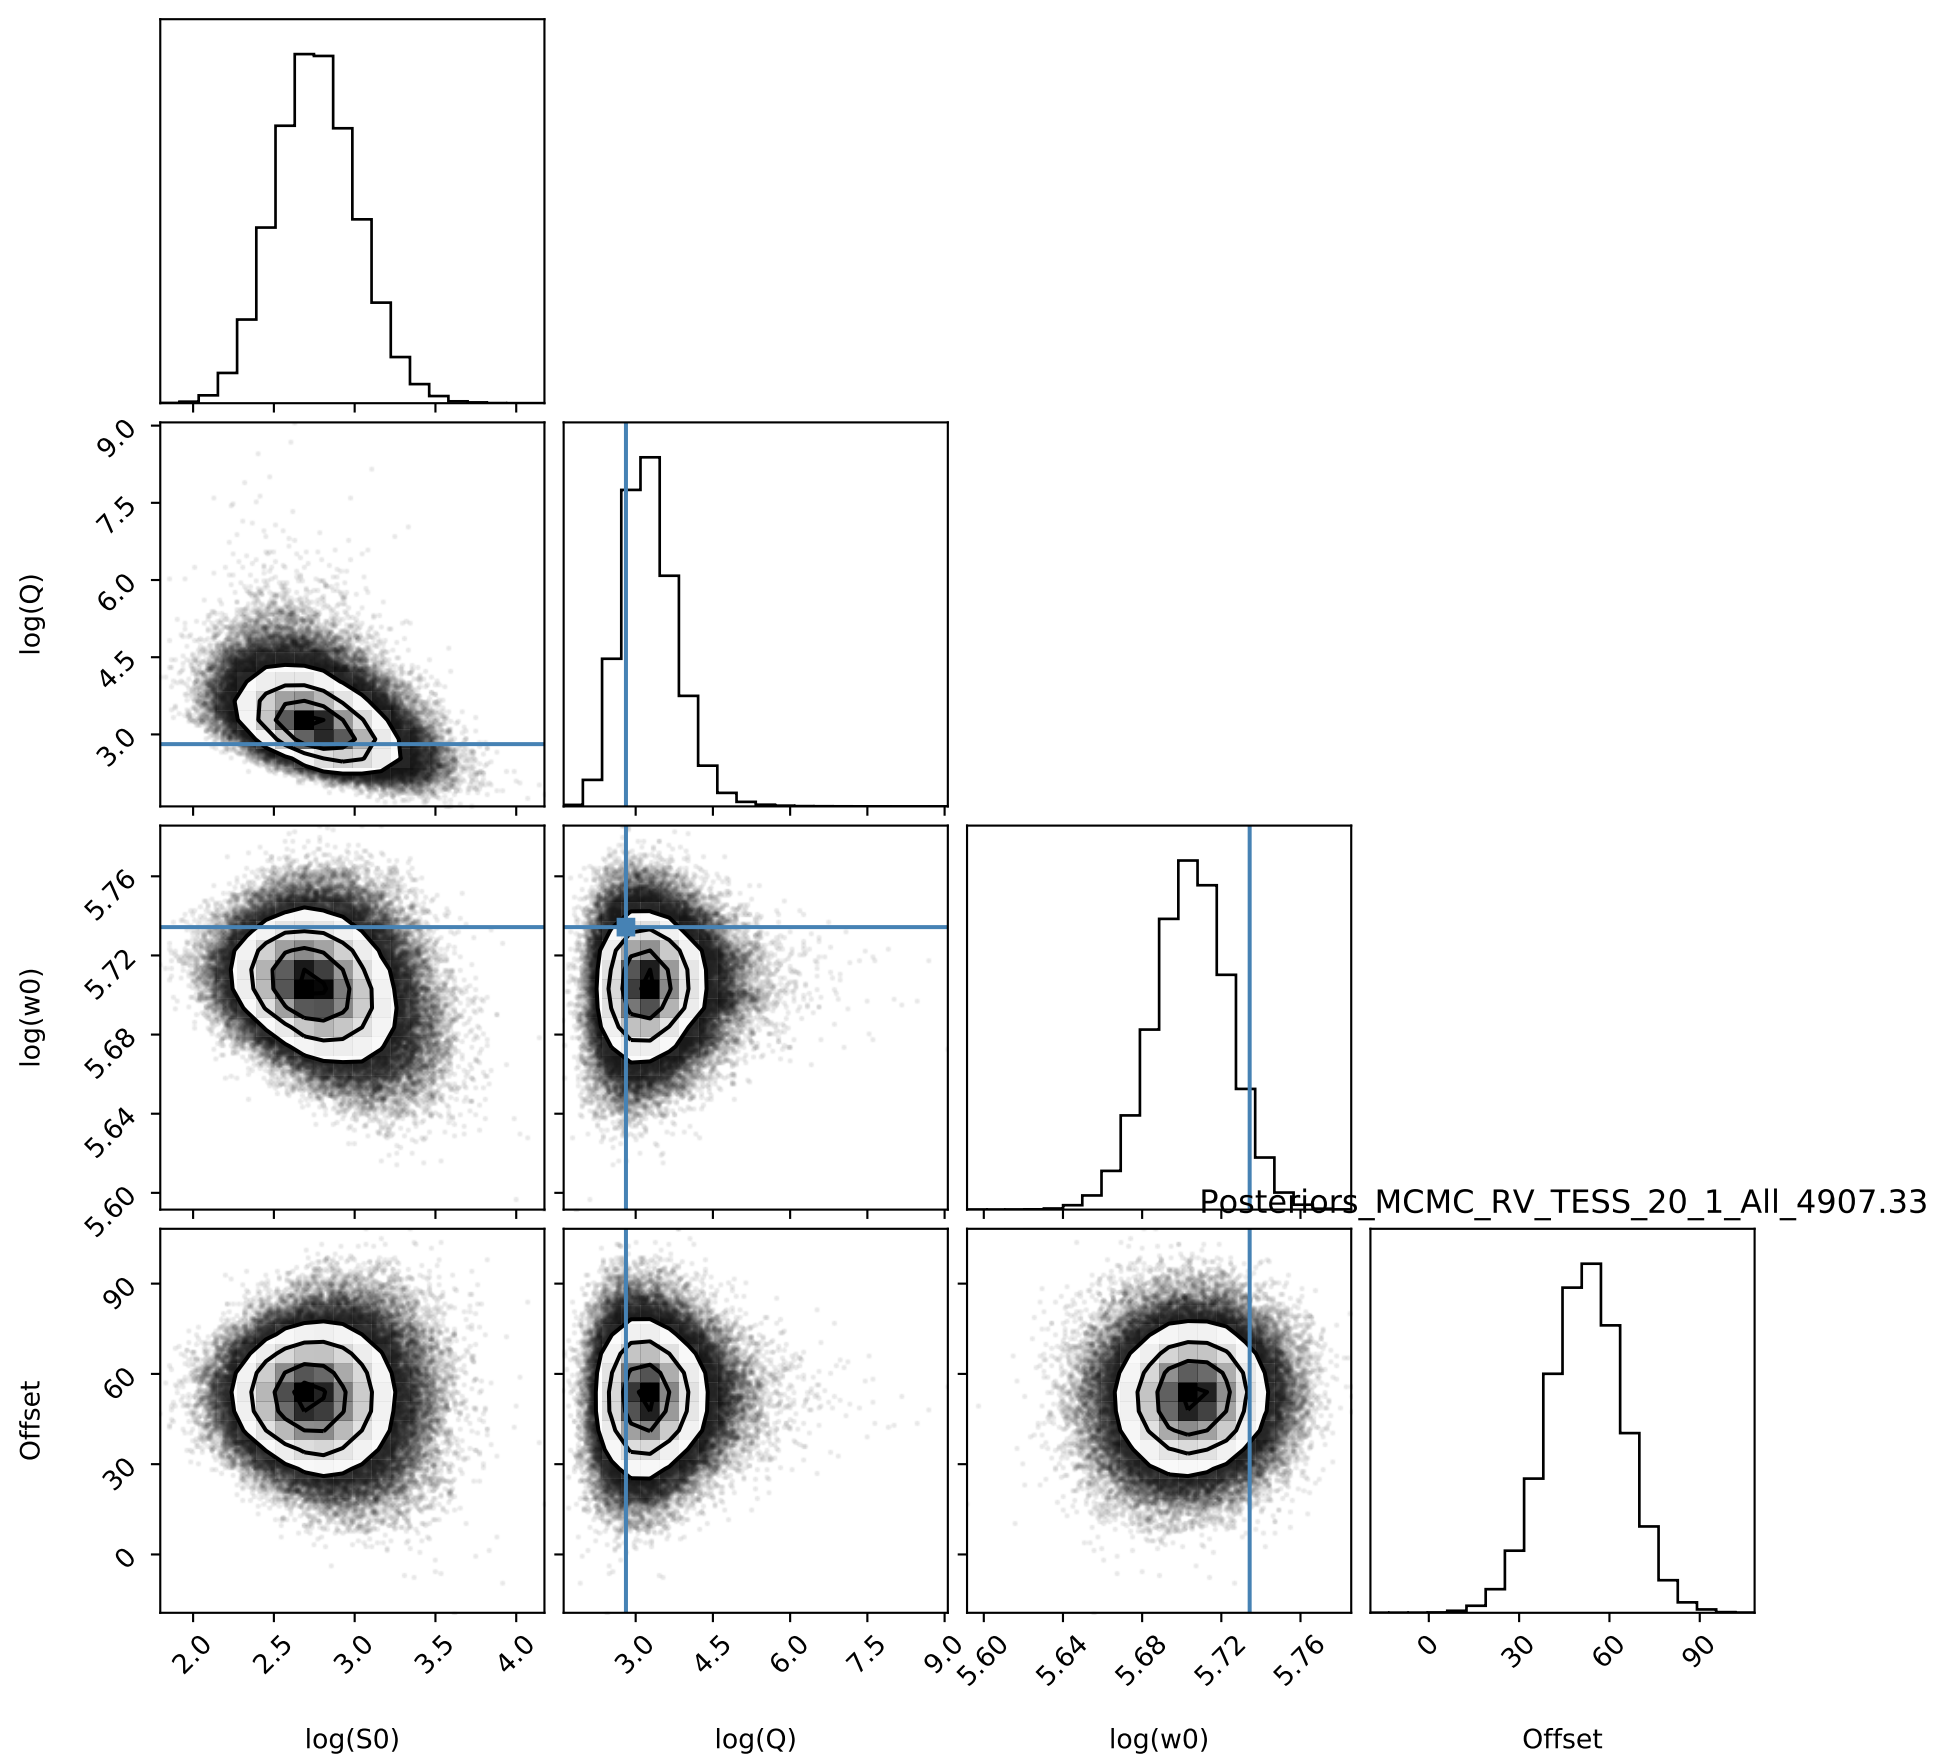 9.0
7.5
6.0
4.5
3.0
log(Q)
5.76
5.72
5.68
5.64
5.60
log(w0)
Posteriors_MCMC_RV_TESS_20_1_All_4907.33
90
60
30
0
Offset
2.0 2.5 3.0 3.5 4.0 3.0 4.5 6.0 7.5 9.0 5.60 5.64 5.68 5.72 5.76 0 30 60 90
log(S0) log(Q) log(w0) Offset